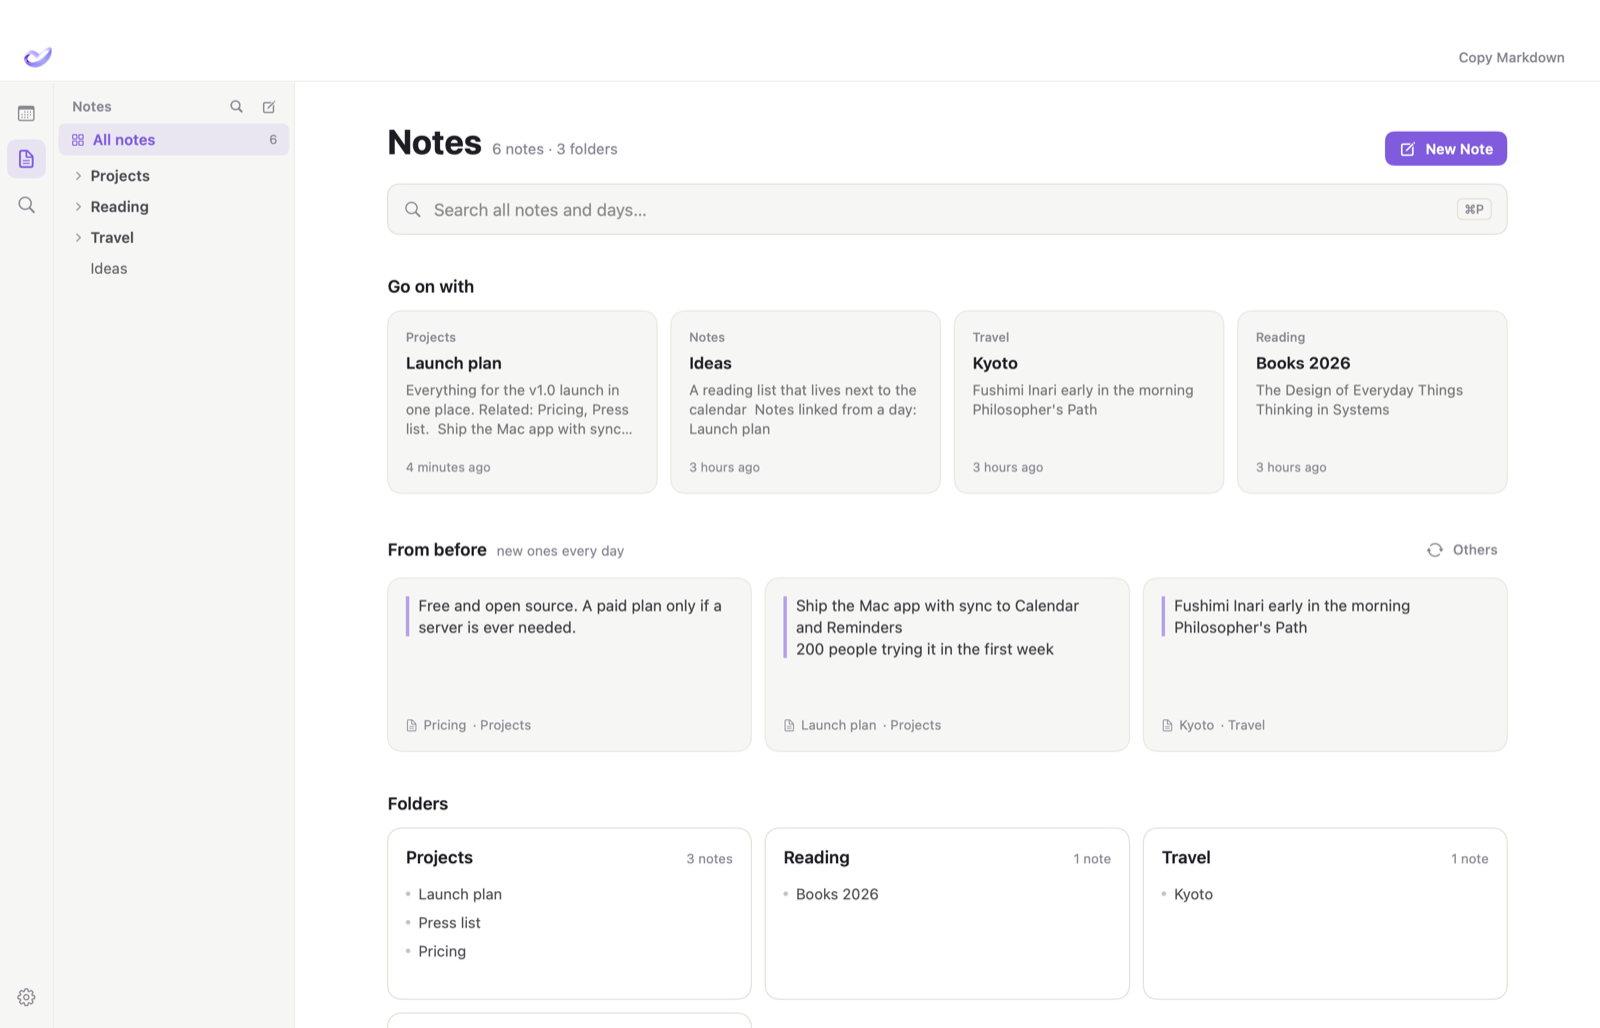 Copy Markdown
Notes
All notes 6
Projects
Reading
Travel
Ideas
Notes 6 notes · 3 folders
New Note
Search all notes and days...
⌘P
Go on with
Projects
Launch plan
Everything for the v1.0 launch in
one place. Related: Pricing, Press
list.  Ship the Mac app with sync...
4 minutes ago
Notes
Ideas
A reading list that lives next to the
calendar  Notes linked from a day:
Launch plan
3 hours ago
Travel
Kyoto
Fushimi Inari early in the morning
Philosopher's Path
3 hours ago
Reading
Books 2026
The Design of Everyday Things
Thinking in Systems
3 hours ago
From before new ones every day
Others
Free and open source. A paid plan only if a
server is ever needed.
Pricing · Projects
Ship the Mac app with sync to Calendar
and Reminders
200 people trying it in the first week
Launch plan · Projects
Fushimi Inari early in the morning
Philosopher's Path
Kyoto · Travel
Folders
Projects 3 notes
• Launch plan
• Press list
• Pricing
Reading 1 note
• Books 2026
Travel 1 note
• Kyoto